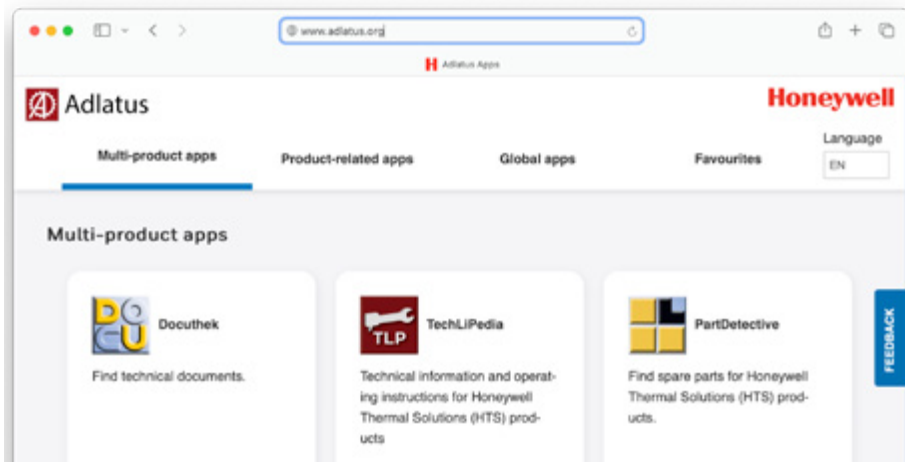 www.adlatus.org
Adlatus Apps
Adlatus
Honeywell
Multi-product apps
Product-related apps
Global apps
Favourites
Language
EN
Multi-product apps
DOCU
Docuthek
Find technical documents.
TLP
TechLiPedia
Technical information and operat-
ing instructions for Honeywell
Thermal Solutions (HTS) prod-
ucts
PartDetective
Find spare parts for Honeywell
Thermal Solutions (HTS) prod-
ucts.
FEEDBACK